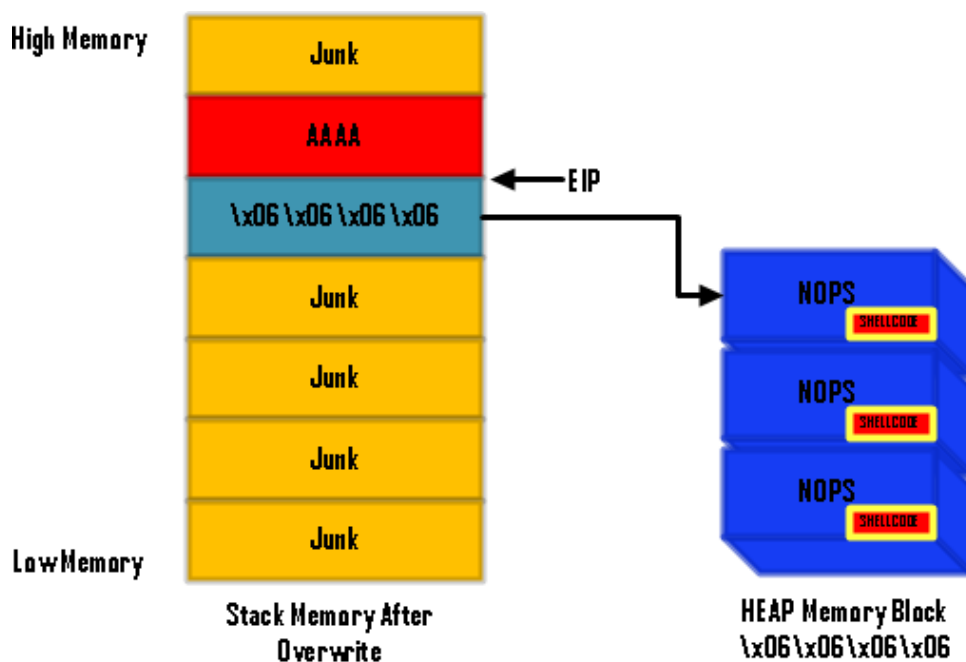 High Memory
Junk
AAAA
EIP
\x06 \x06 \x06 \x06
Junk
NOPS
SHELLCODE
Junk
NOPS
SHELLCODE
Junk
NOPS
SHELLCODE
Junk
Low Memory
Stack Memory After
Overwrite
HEAP Memory Block
\x06 \x06 \x06 \x06